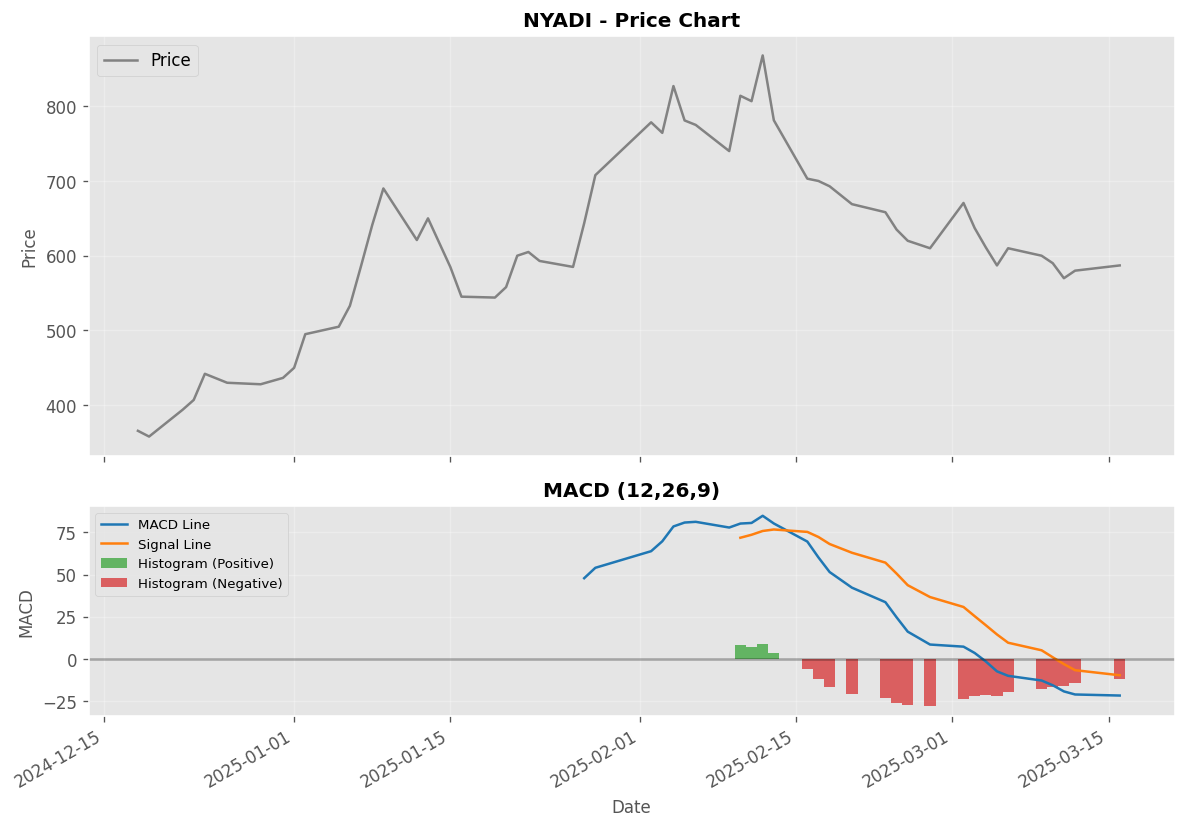 NYADI - Price Chart
Price
800
700
600
500
400
Price
MACD (12,26,9)
MACD Line
Signal Line
Histogram (Positive)
Histogram (Negative)
75
50
25
0
−25
MACD
2024-12-15
2025-01-01
2025-01-15
2025-02-01
2025-02-15
2025-03-01
2025-03-15
Date